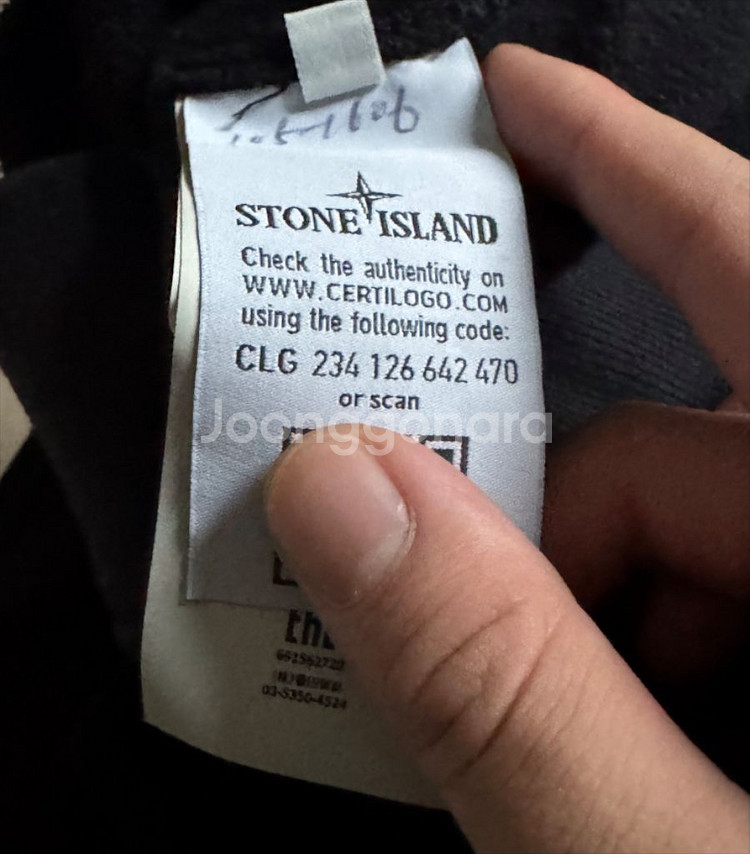 STONE ISLAND
Check the authenticity on
WWW.CERTILOGO.COM
using the following code:
CLG 234 126 642 470
or scan
Joonggonara